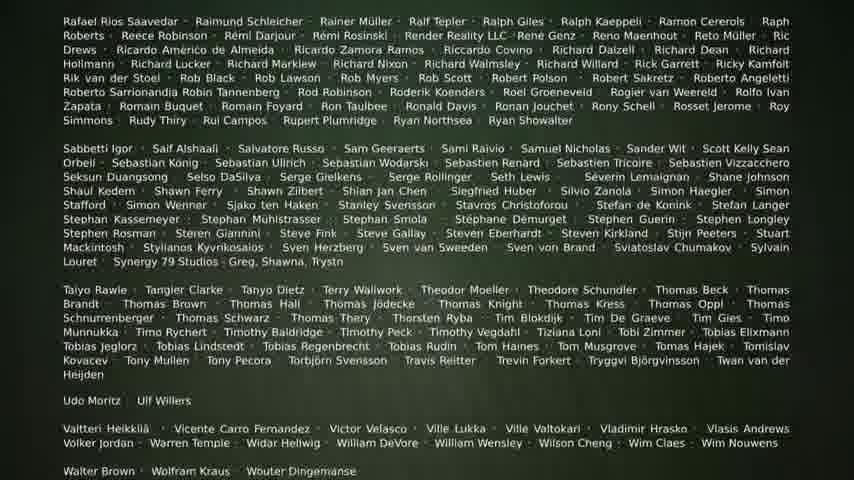 Rafael Rios Saavedar · Raimund Schleicher · Rainer Müller · Ralf Tepler · Ralph Giles · Ralph Kaeppeli · Ramon Cererols · Raph
Roberts · Reece Robinson · Rémi Darjour · Rémi Rosinski · Render Reality LLC · René Genz · Reno Maenhout · Reto Müller · Ric
Drews · Ricardo Américo de Almeida · Ricardo Zamora Ramos · Riccardo Covino · Richard Dalzell · Richard Dean · Richard
Hollmann · Richard Lucker · Richard Marklew · Richard Nixon · Richard Walmsley · Richard Willard · Rick Garrett · Ricky Kamfolt
Rik van der Stoel · Rob Black · Rob Lawson · Rob Myers · Rob Scott · Robert Polson · Robert Sakretz · Roberto Angeletti
Roberto Sarrionandia Robin Tannenberg · Rod Robinson · Roderik Koenders · Roel Groeneveld · Rogier van Weereld · Rolfo Ivan
Zapata · Romain Buquet · Romain Foyard · Ron Taulbee · Ronald Davis · Ronan Jouchet · Rony Schell · Rosset Jerome · Roy
Simmons · Rudy Thiry · Rui Campos · Rupert Plumridge · Ryan Northsea · Ryan Showalter
Sabbetti Igor · Saif Alshaali · Salvatore Russo · Sam Geeraerts · Sami Raivio · Samuel Nicholas · Sander Wit · Scott Kelly Sean
Orbell · Sebastian König · Sebastian Ullrich · Sebastian Wodarski · Sebastien Renard · Sebastien Tricoire · Sebastien Vizzacchero
Seksun Duangsong · Selso DaSilva · Serge Gielkens · Serge Rollinger · Seth Lewis · Séverin Lemaignan · Shane Johnson
Shaul Kedem · Shawn Ferry · Shawn Zilbert · Shian Jan Chen · Siegfried Huber · Silvio Zanola · Simon Haegler · Simon
Stafford · Simon Wenner · Sjako ten Haken · Stanley Svensson · Stavros Christoforou · Stefan de Konink · Stefan Langer
Stephan Kassemeyer · Stephan Mühlstrasser · Stephan Smola · Stéphane Démurget · Stephen Guerin · Stephen Longley
Stephen Rosman · Steren Giannini · Steve Fink · Steve Gallay · Steven Eberhardt · Steven Kirkland · Stijn Peeters · Stuart
Mackintosh · Stylianos Kyvrikosaios · Sven Herzberg · Sven van Sweeden · Sven von Brand · Sviatoslav Chumakov · Sylvain
Louret · Synergy 79 Studios - Greg, Shawna, Trystn
Taiyo Rawle · Tangier Clarke · Tanyo Dietz · Terry Wallwork · Theodor Moeller · Theodore Schundler · Thomas Beck · Thomas
Brandt · Thomas Brown · Thomas Hall · Thomas Jödecke · Thomas Knight · Thomas Kress · Thomas Oppl · Thomas
Schnurrenberger · Thomas Schwarz · Thomas Thery · Thorsten Ryba · Tim Blokdijk · Tim De Graeve · Tim Gies · Timo
Munnukka · Timo Rychert · Timothy Baldridge · Timothy Peck · Timothy Vegdahl · Tiziana Loni · Tobi Zimmer · Tobias Elixmann
Tobias Jeglorz · Tobias Lindstedt · Tobias Regenbrecht · Tobias Rudin · Tom Haines · Tom Musgrove · Tomas Hajek · Tomislav
Kovacev · Tony Mullen · Tony Pecora · Torbjörn Svensson · Travis Reitter · Trevin Forkert · Tryggvi Björgvinsson · Twan van der
Heijden
Udo Moritz · Ulf Willers
Valtteri Heikkilä · Vicente Carro Fernandez · Victor Velasco · Ville Lukka · Ville Valtokari · Vladimir Hrasko · Vlasis Andrews
Volker Jordan · Warren Temple · Widar Hellwig · William DeVore · William Wensley · Wilson Cheng · Wim Claes · Wim Nouwens
Walter Brown · Wolfram Kraus · Wouter Dingemanse